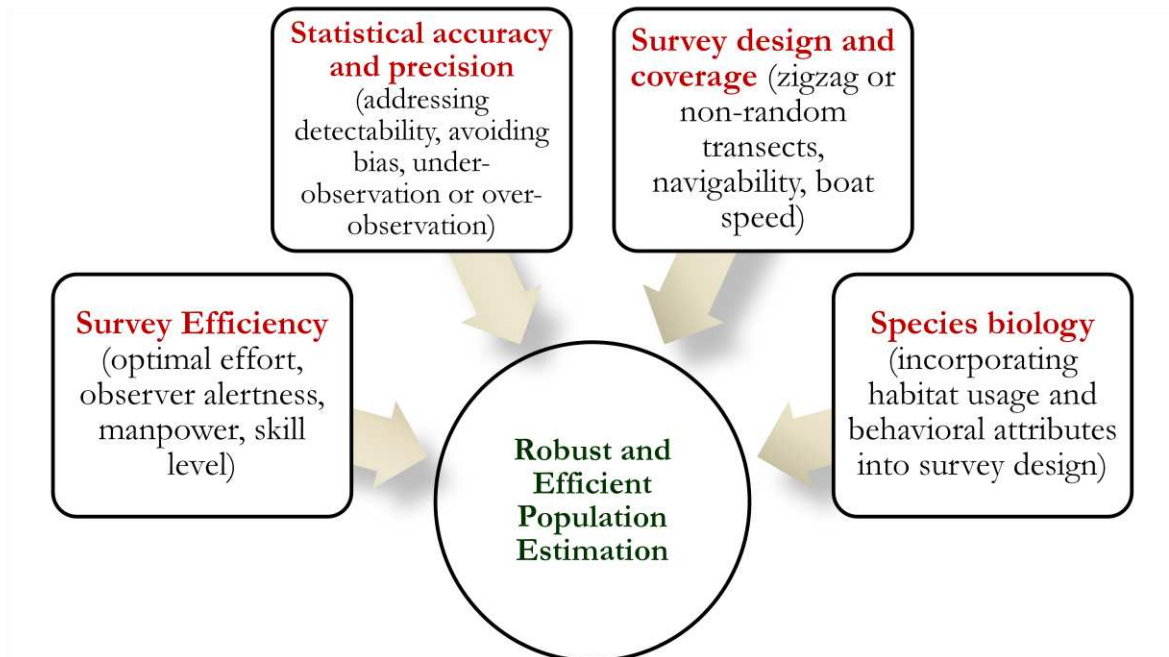 Statistical accuracy
and precision
(addressing
detectability, avoiding
bias, under-
observation or over-
observation)
Survey design and
coverage (zigzag or
non-random
transects,
navigability, boat
speed)
Survey Efficiency
(optimal effort,
observer alertness,
manpower, skill
level)
Species biology
(incorporating
habitat usage and
behavioral attributes
into survey design)
Robust and
Efficient
Population
Estimation